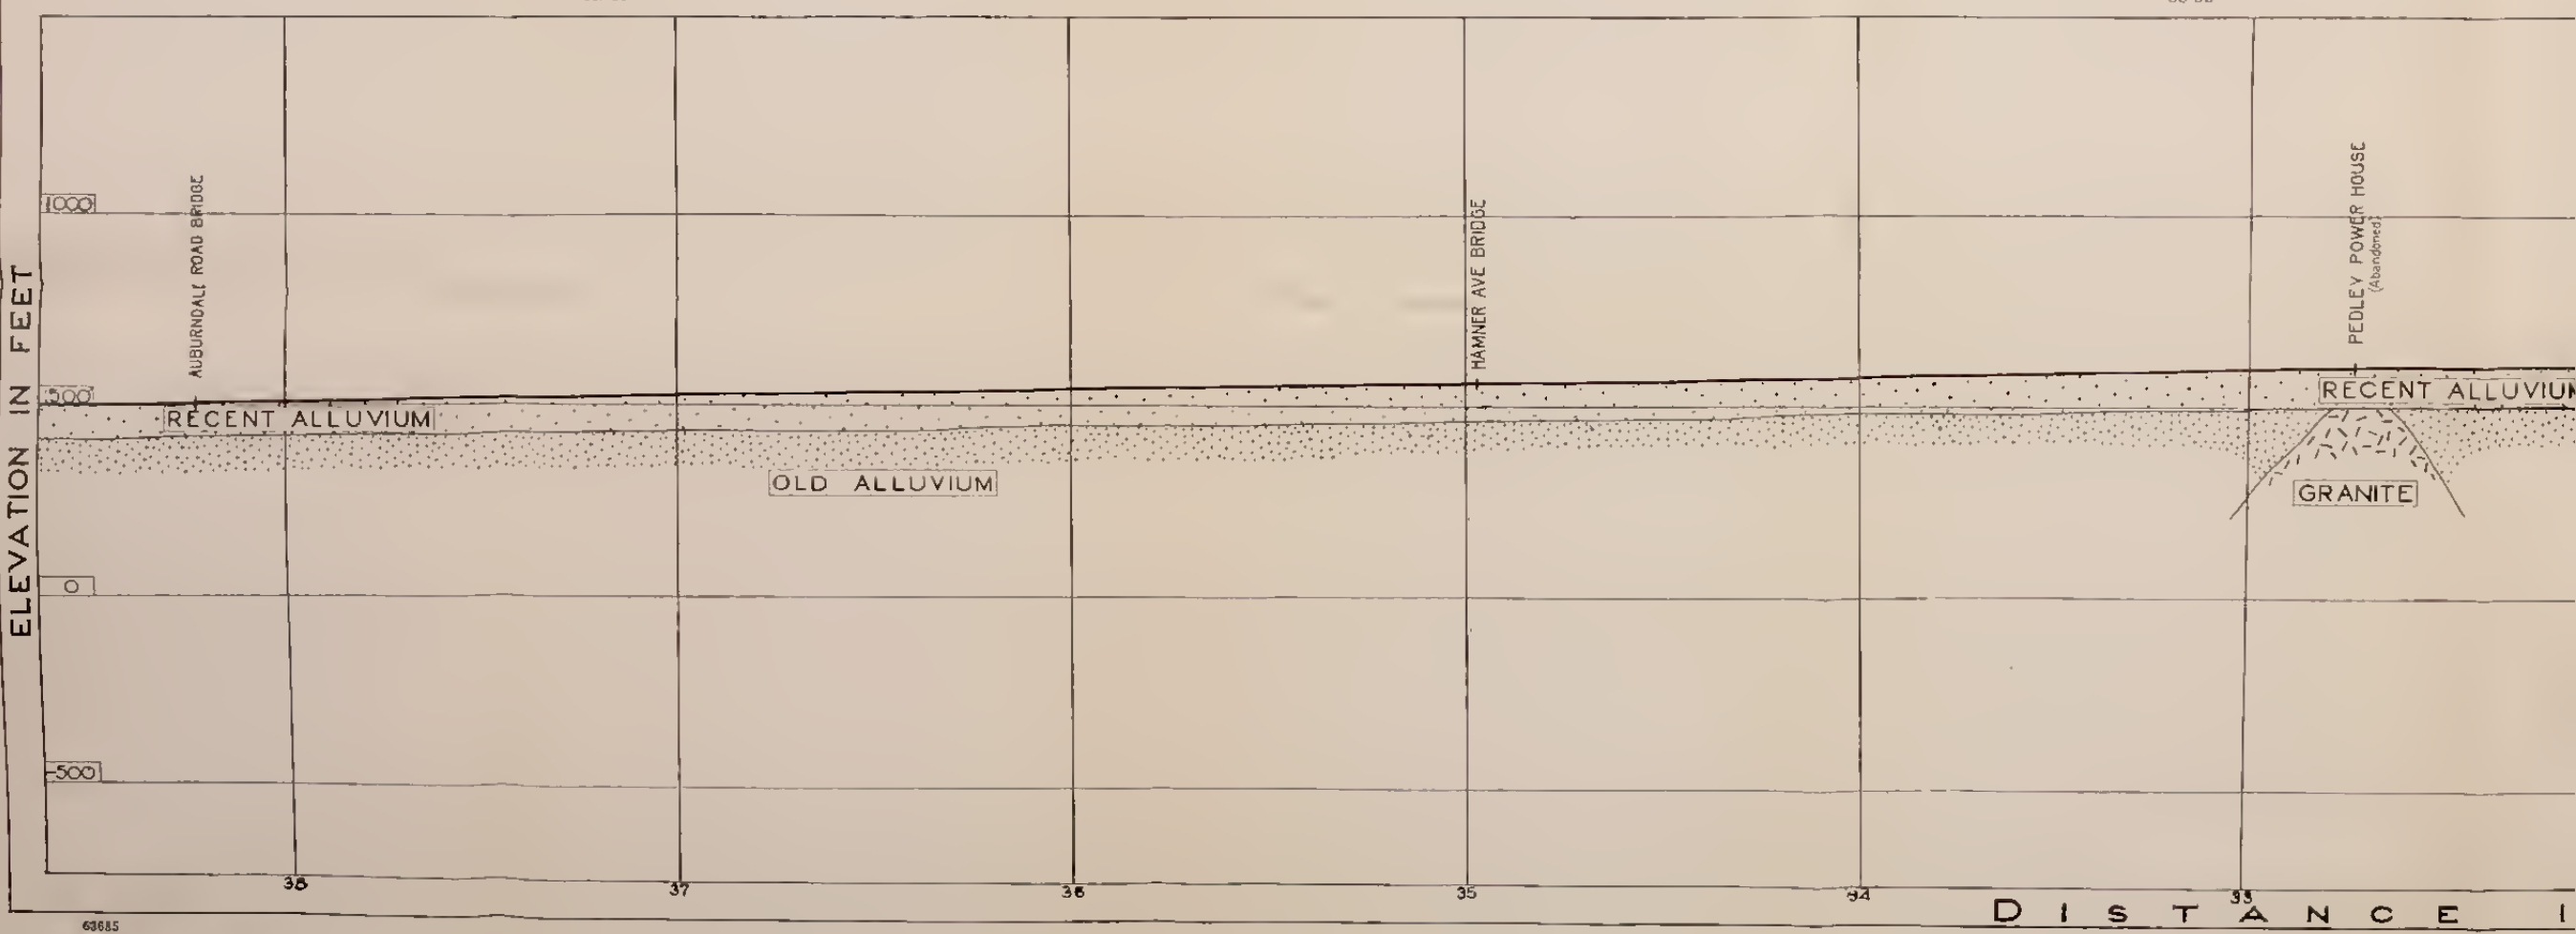 ELEVATION IN FEET
1000
500
0
-500
AUBURNDALE ROAD BRIDGE
HAMNER AVE BRIDGE
PEDLEY POWER HOUSE
(Abandoned)
RECENT ALLUVIUM
RECENT ALLUVIUM
OLD ALLUVIUM
GRANITE
38
37
36
35
34
33
DISTANCE I
63685